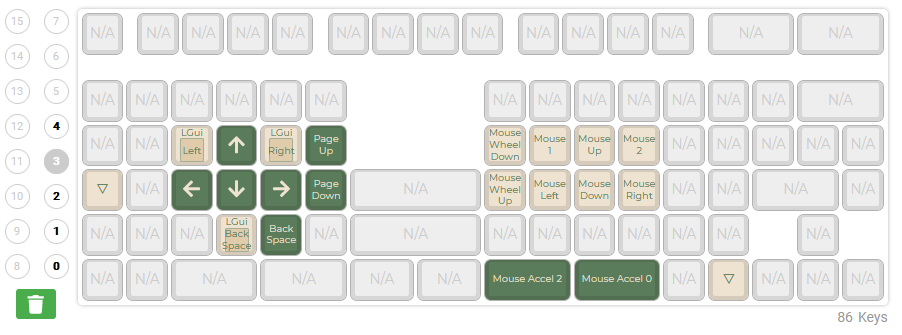 15 7 N/A N/A N/A N/A N/A N/A N/A N/A N/A N/A N/A N/A N/A N/A N/A
14 6
13 5 N/A N/A N/A N/A N/A N/A N/A N/A N/A N/A N/A N/A N/A N/A
12 4 N/A N/A LGui Left ↑ LGui Right Page Up Mouse Wheel Down Mouse 1 Mouse Up Mouse 2 N/A N/A N/A N/A N/A
11 3
10 2 ▽ N/A ← ↓ → Page Down N/A Mouse Wheel Up Mouse Left Mouse Down Mouse Right N/A N/A N/A N/A
9 1 N/A N/A N/A LGui Back Space Back Space N/A N/A N/A N/A N/A N/A N/A N/A N/A
8 0 N/A N/A N/A N/A N/A N/A Mouse Accel 2 Mouse Accel 0 N/A ▽ N/A N/A N/A
86 Keys